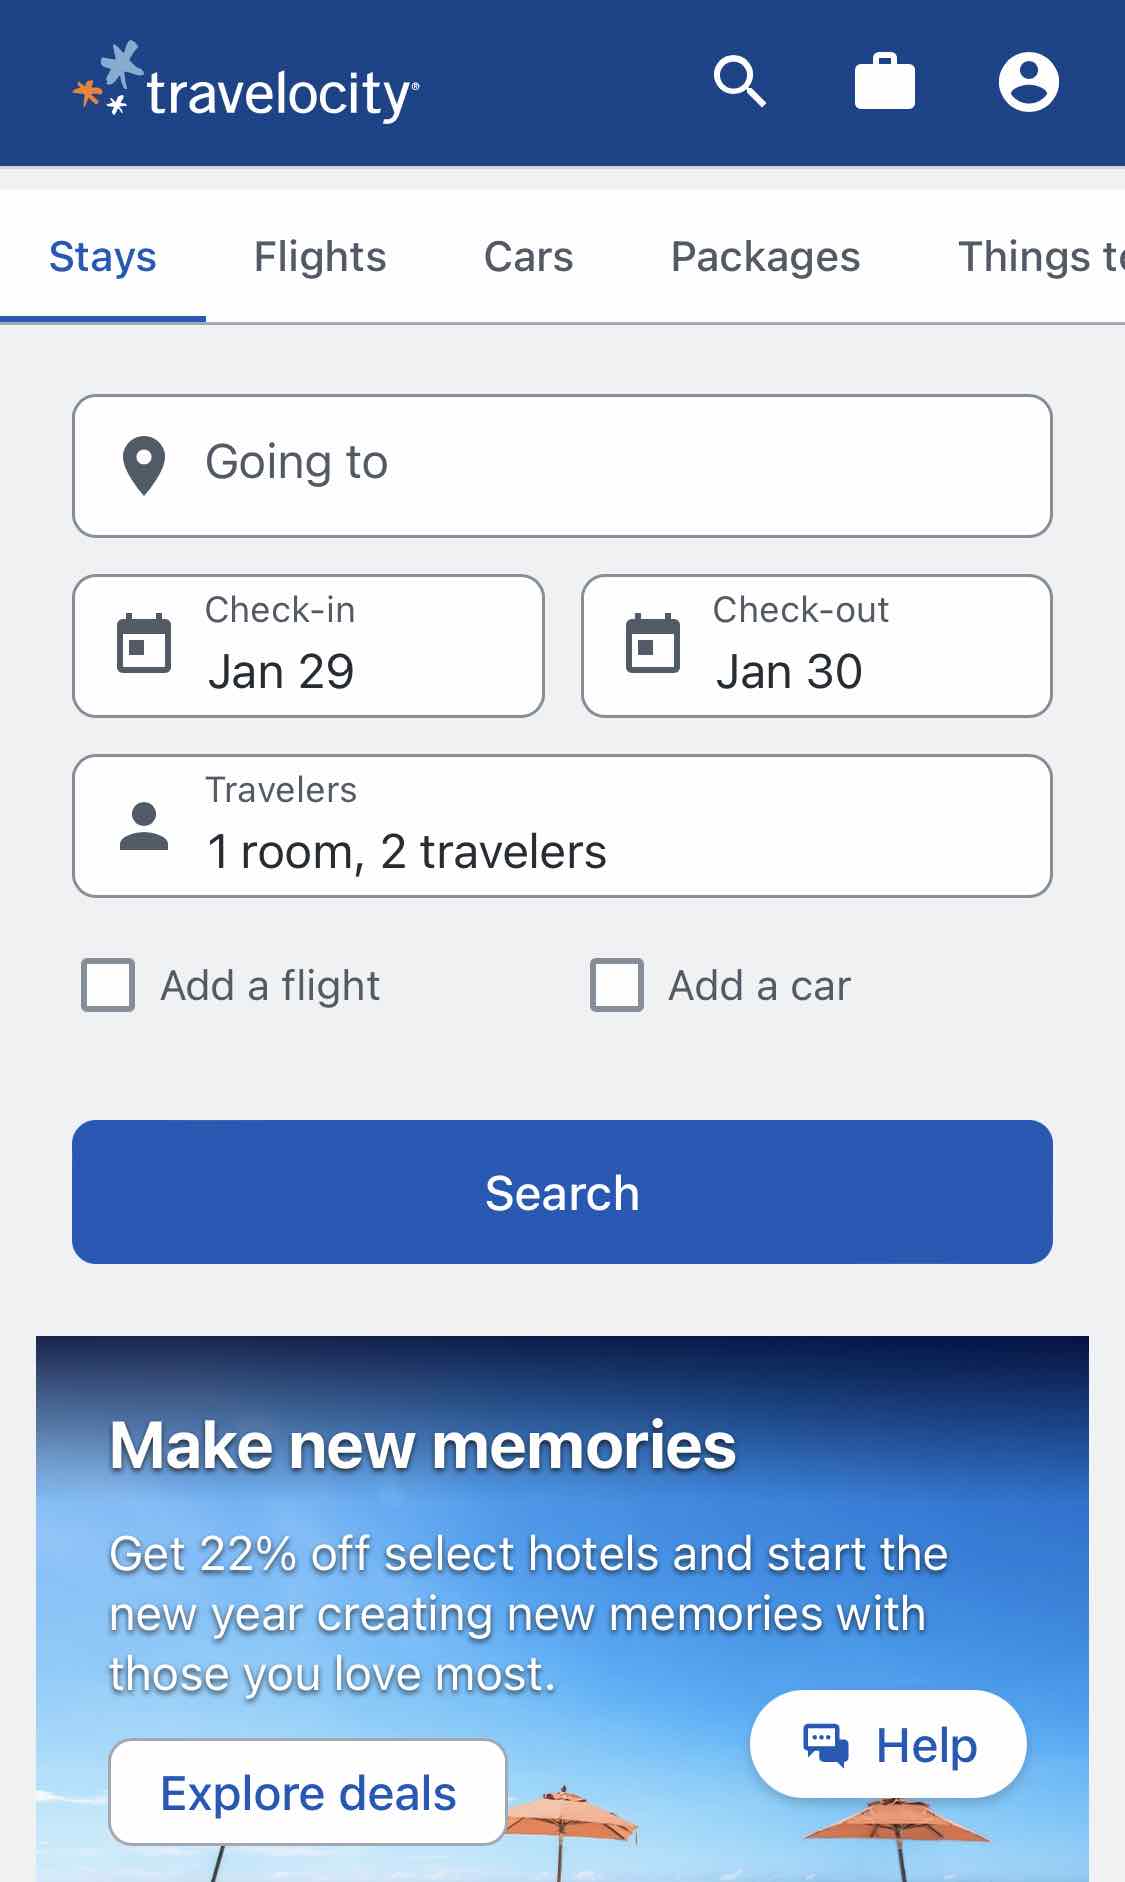 travelocity®
Stays Flights Cars Packages Things
Going to
Check-in
Jan 29
Check-out
Jan 30
Travelers
1 room, 2 travelers
Add a flight
Add a car
Search
Make new memories
Get 22% off select hotels and start the
new year creating new memories with
those you love most.
Help
Explore deals